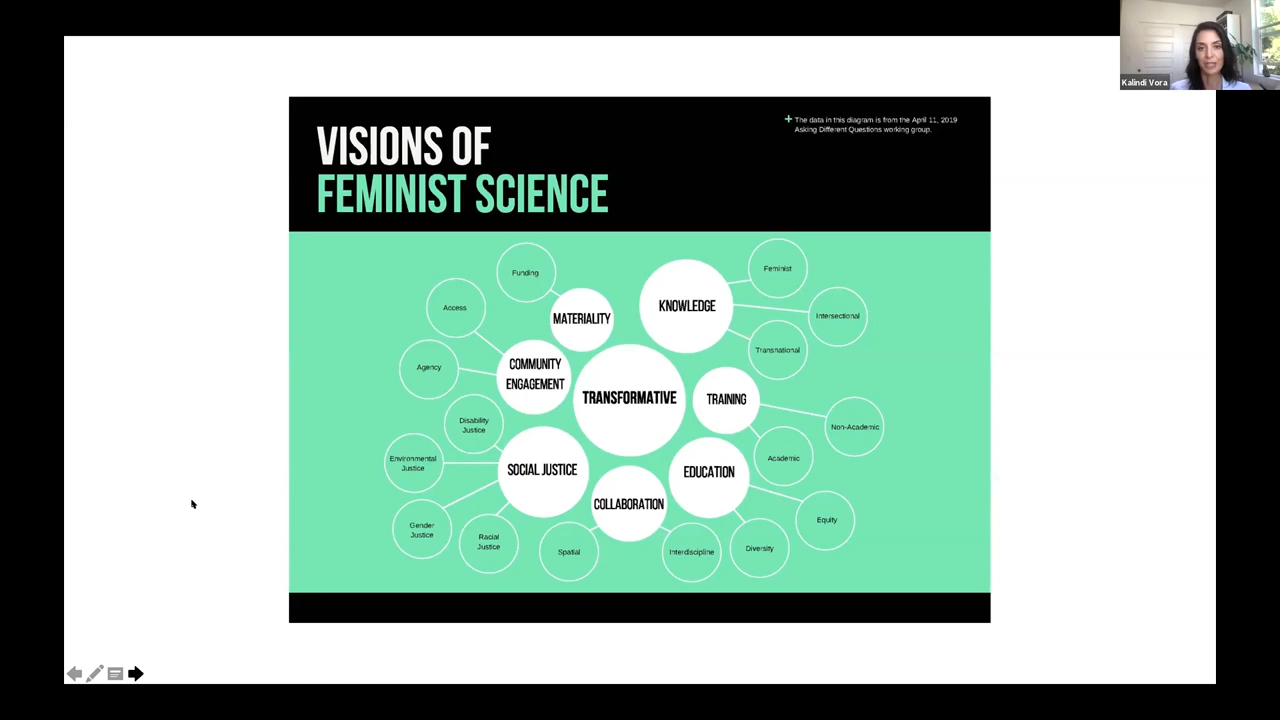 Kalindi Vora
VISIONS OF
FEMINIST SCIENCE
+ The data in this diagram is from the April 11, 2019
Asking Different Questions working group.
Funding
Access
Agency
MATERIALITY
COMMUNITY
ENGAGEMENT
KNOWLEDGE
Feminist
Intersectional
Transnational
TRANSFORMATIVE
TRAINING
Non-Academic
Academic
Disability
Justice
Environmental
Justice
Gender
Justice
Racial
Justice
SOCIAL JUSTICE
COLLABORATION
Spatial
Interdiscipline
EDUCATION
Diversity
Equity